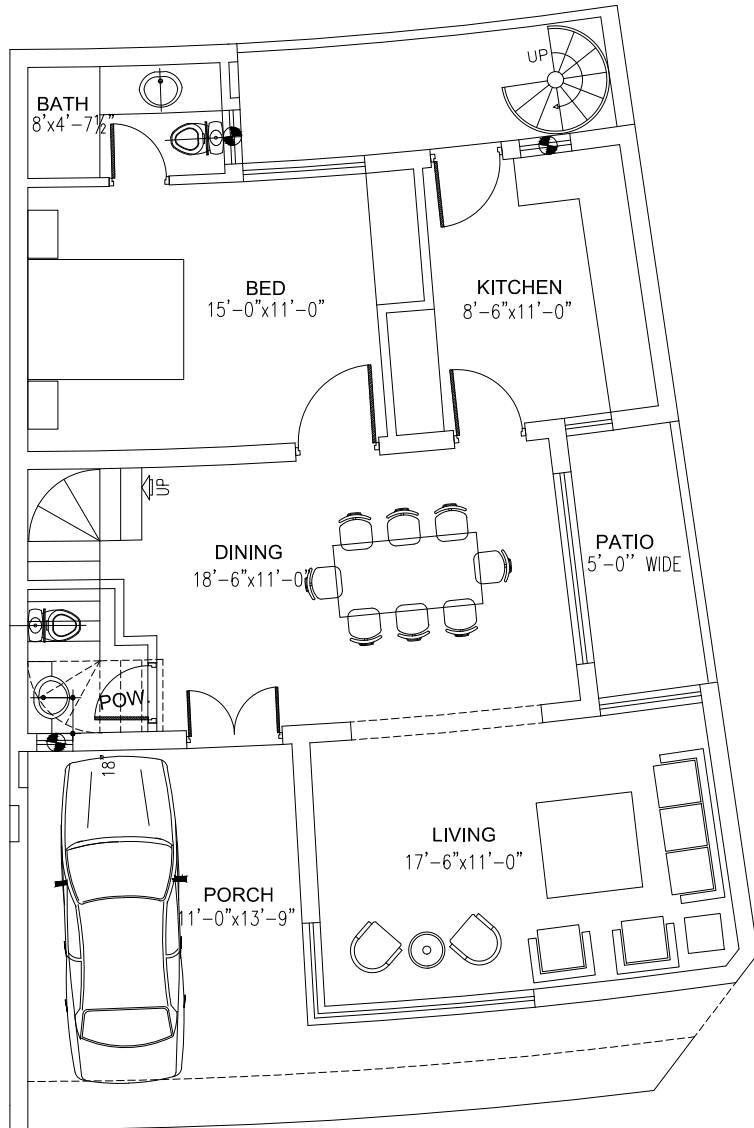 UP
BATH
8'x4'-7½"
BED
15'-0"x11'-0"
KITCHEN
8'-6"x11'-0"
UP
DINING
18'-6"x11'-0"
PATIO
5'-0'' WIDE
POW.
18"
LIVING
17'-6"x11'-0"
PORCH
11'-0"x13'-9"